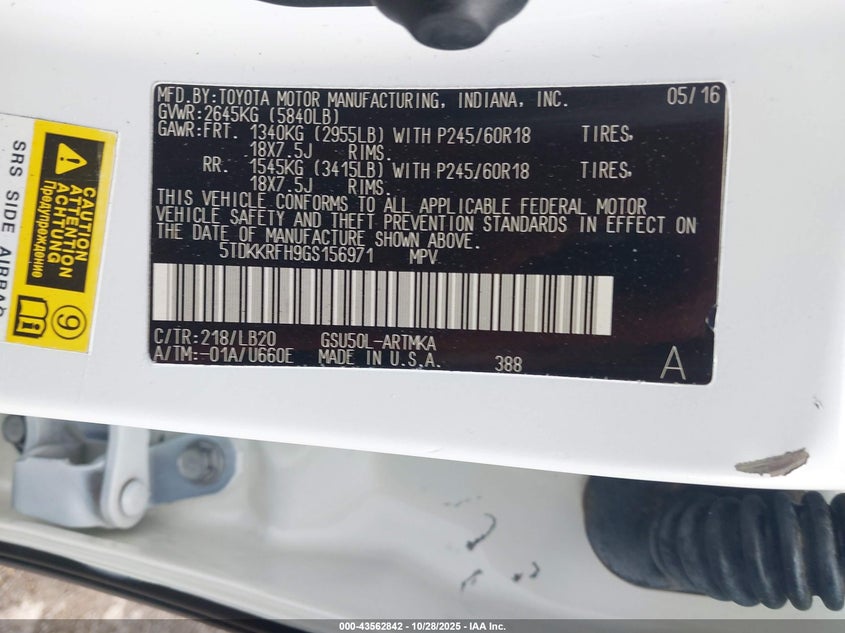 MFD.BY:TOYOTA MOTOR MANUFACTURING, INDIANA, INC. 05/16
GVWR:2645KG (5840LB)
GAWR:FRT. 1340KG (2955LB) WITH P245/60R18 TIRES,
18X7.5J RIMS.
RR. 1545KG (3415LB) WITH P245/60R18 TIRES,
18X7.5J RIMS.
THIS VEHICLE CONFORMS TO ALL APPLICABLE FEDERAL MOTOR
VEHICLE SAFETY AND THEFT PREVENTION STANDARDS IN EFFECT ON
THE DATE OF MANUFACTURE SHOWN ABOVE.
5TDKKRFH9GS156971 MPV
C/TR:218/LB20 GSU50L-ARTMKA
A/TM:-01A/U660E MADE IN U.S.A. 388 A
SRS SIDE AIRBAG
CAUTION
ATTENTION
ACHTUNG
Предупреждение
9
000-43562842 / 10/28/2025 - IAA Inc.